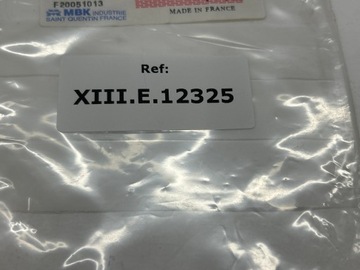 F20051013
MBK INDUSTRIE
SAINT QUENTIN FRANCE
MADE IN FRANCE
Ref:
XIII.E.12325